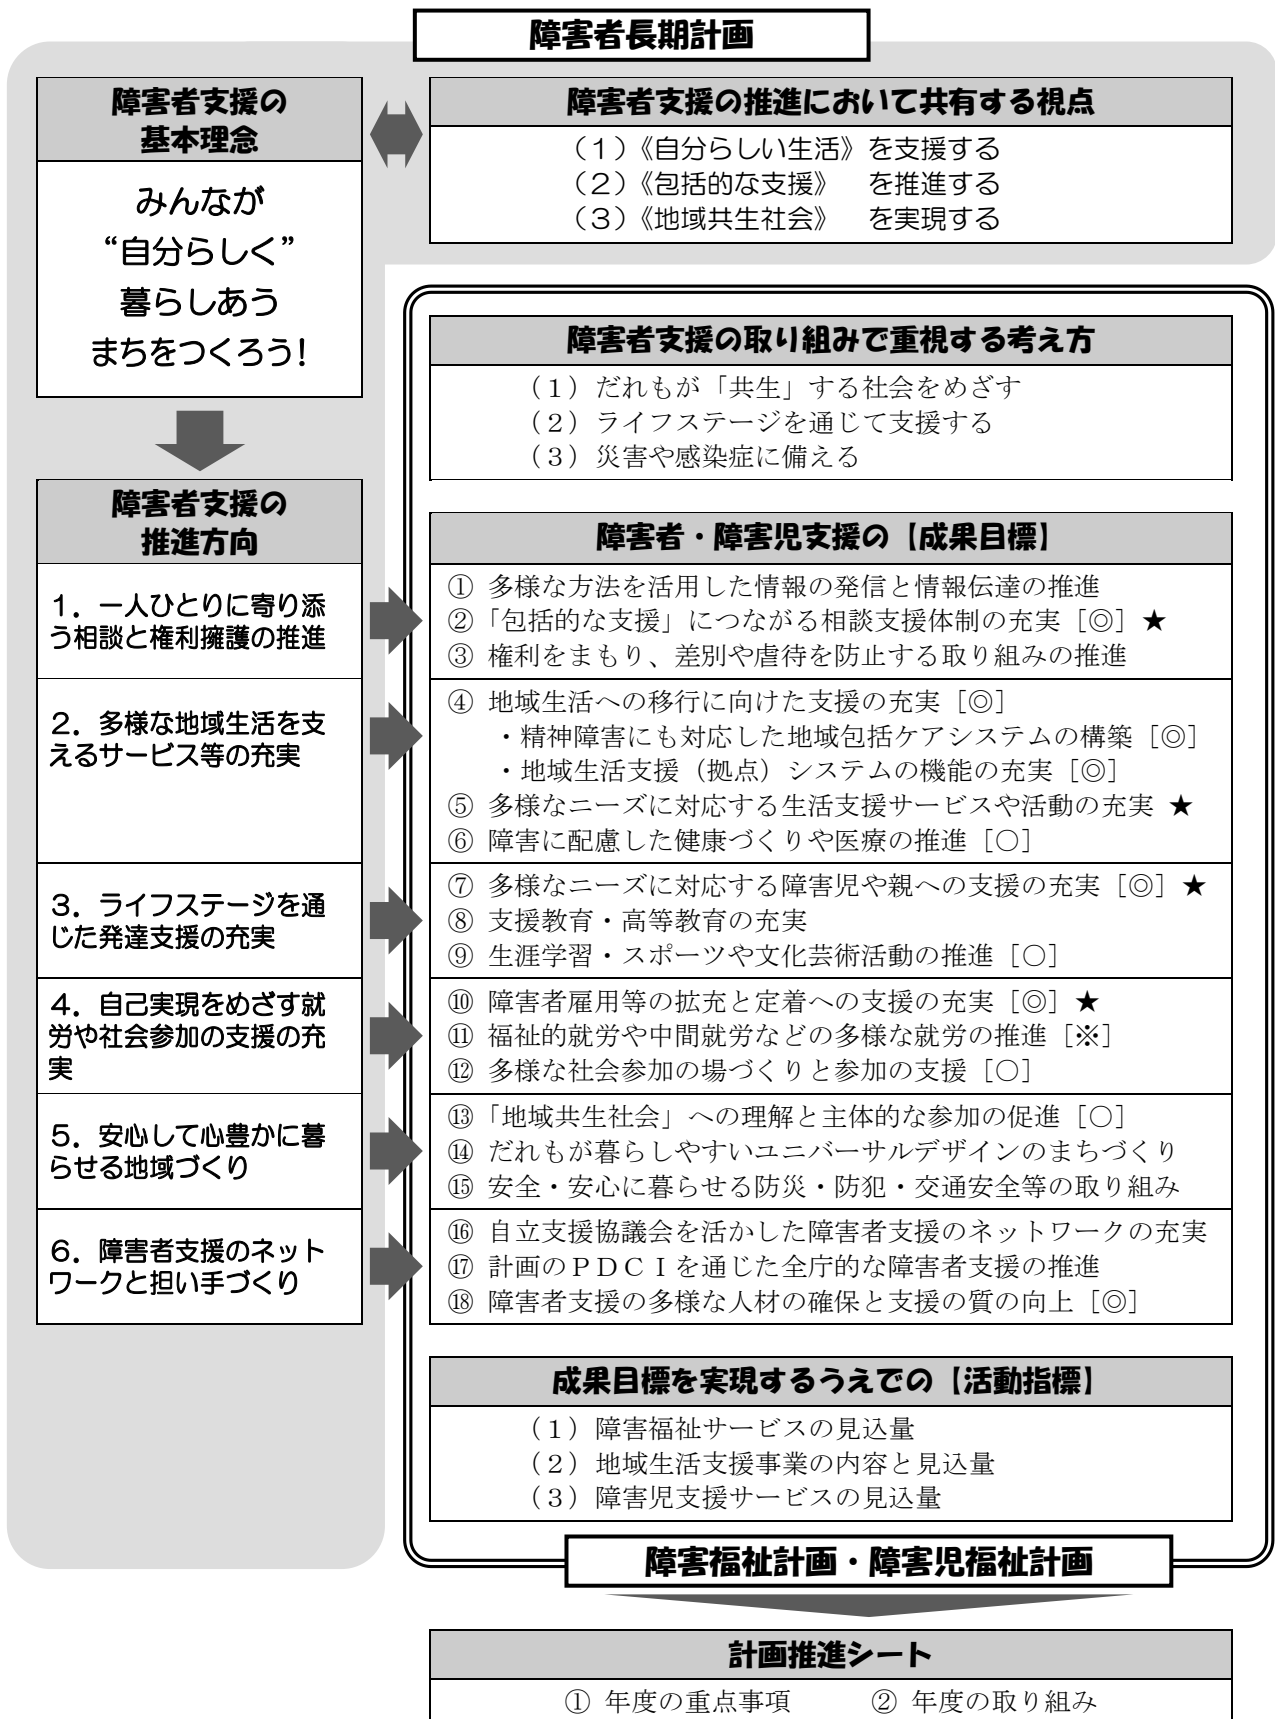 障害者長期計画
障害者支援の
基本理念
みんなが
“自分らしく”
暮らしあう
まちをつくろう！
障害者支援の推進において共有する視点
（１）《自分らしい生活》を支援する
（２）《包括的な支援》　を推進する
（３）《地域共生社会》　を実現する
障害者支援の取り組みで重視する考え方
（１）だれもが「共生」する社会をめざす
（２）ライフステージを通じて支援する
（３）災害や感染症に備える
障害者支援の
推進方向
障害者・障害児支援の【成果目標】
１．一人ひとりに寄り添
う相談と権利擁護の推進
① 多様な方法を活用した情報の発信と情報伝達の推進
②「包括的な支援」につながる相談支援体制の充実［◎］★
③ 権利をまもり、差別や虐待を防止する取り組みの推進
２．多様な地域生活を支
えるサービス等の充実
④ 地域生活への移行に向けた支援の充実［◎］
・精神障害にも対応した地域包括ケアシステムの構築［◎］
・地域生活支援（拠点）システムの機能の充実［◎］
⑤ 多様なニーズに対応する生活支援サービスや活動の充実 ★
⑥ 障害に配慮した健康づくりや医療の推進［○］
３．ライフステージを通
じた発達支援の充実
⑦ 多様なニーズに対応する障害児や親への支援の充実［◎］★
⑧ 支援教育・高等教育の充実
⑨ 生涯学習・スポーツや文化芸術活動の推進［○］
４．自己実現をめざす就
労や社会参加の支援の充
実
⑩ 障害者雇用等の拡充と定着への支援の充実［◎］★
⑪ 福祉的就労や中間就労などの多様な就労の推進［※］
⑫ 多様な社会参加の場づくりと参加の支援［○］
５．安心して心豊かに暮
らせる地域づくり
⑬「地域共生社会」への理解と主体的な参加の促進［○］
⑭ だれもが暮らしやすいユニバーサルデザインのまちづくり
⑮ 安全・安心に暮らせる防災・防犯・交通安全等の取り組み
６．障害者支援のネット
ワークと担い手づくり
⑯ 自立支援協議会を活かした障害者支援のネットワークの充実
⑰ 計画のＰＤＣＩを通じた全庁的な障害者支援の推進
⑱ 障害者支援の多様な人材の確保と支援の質の向上［◎］
成果目標を実現するうえでの【活動指標】
（１）障害福祉サービスの見込量
（２）地域生活支援事業の内容と見込量
（３）障害児支援サービスの見込量
障害福祉計画・障害児福祉計画
計画推進シート
① 年度の重点事項　　② 年度の取り組み